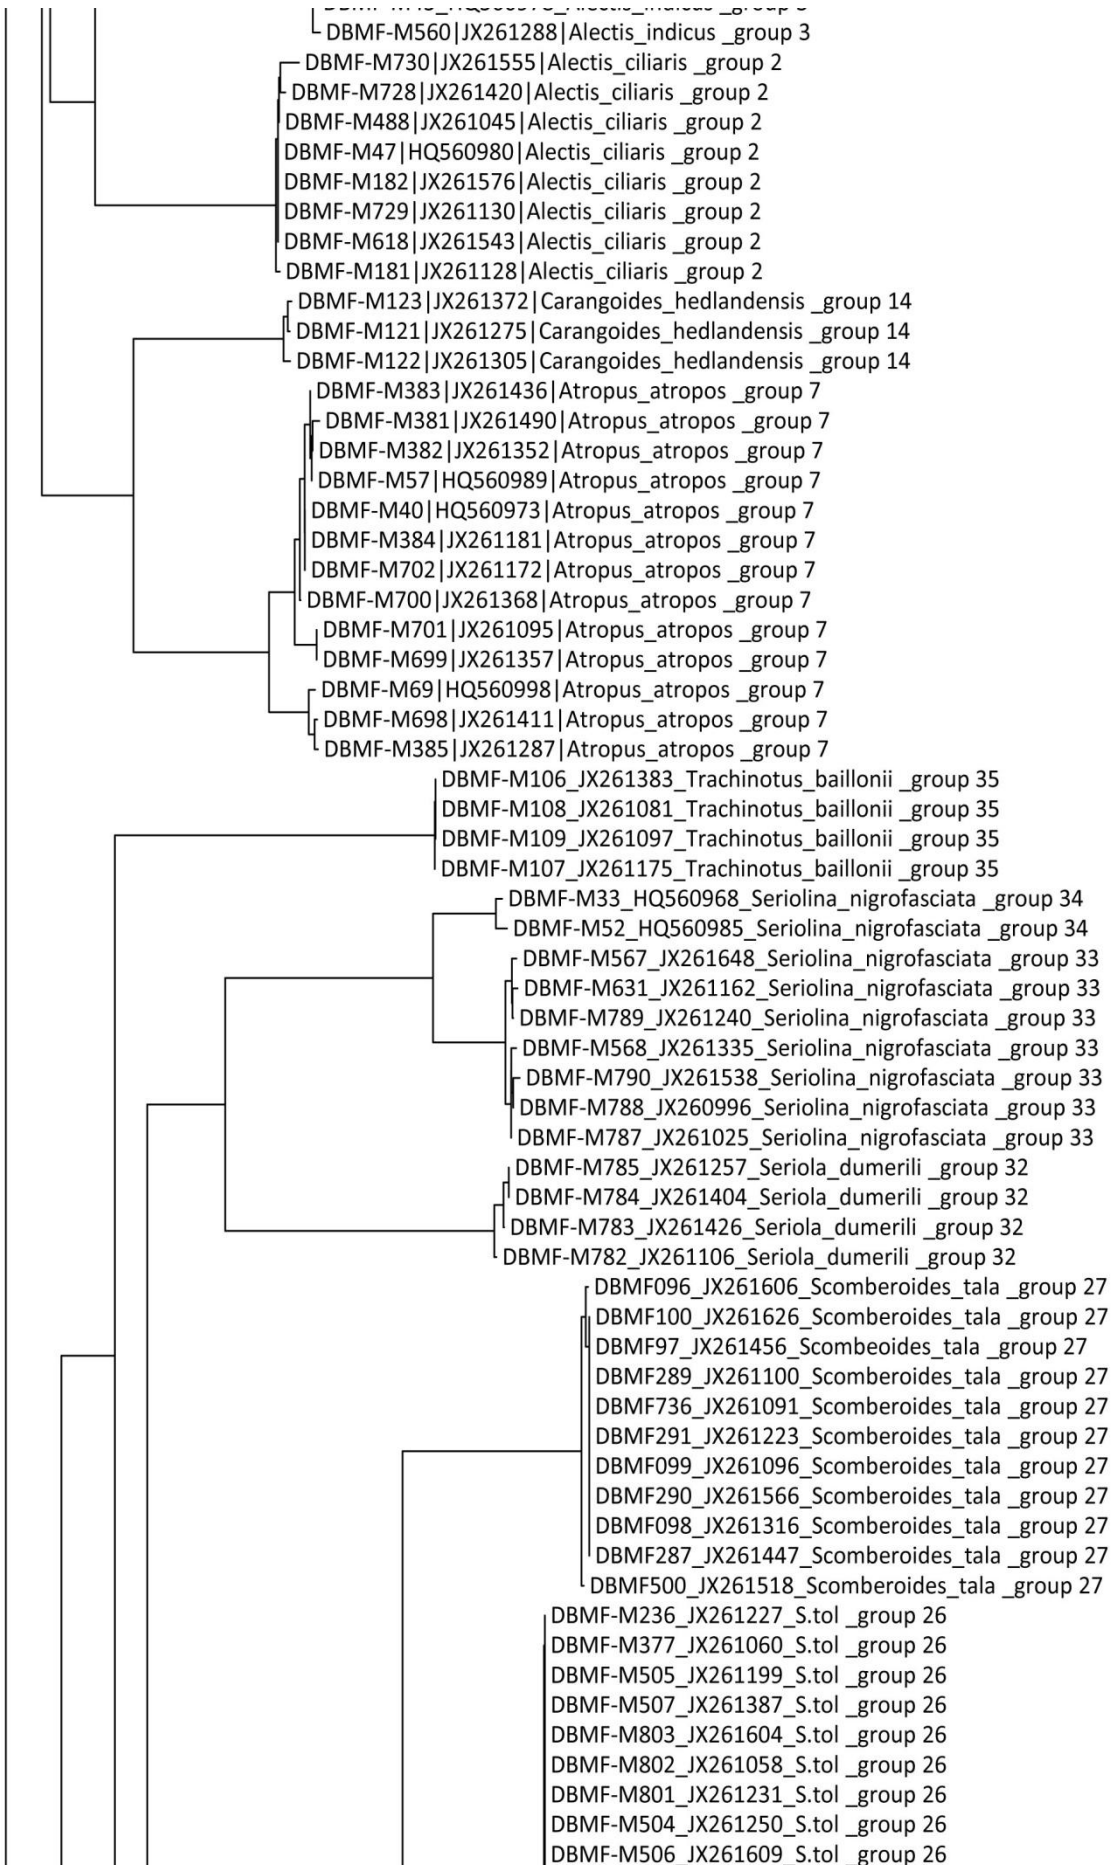 DBMF-M560|JX261288|Alectis_indicus _group 3
DBMF-M730|JX261555|Alectis_ciliaris _group 2
DBMF-M728|JX261420|Alectis_ciliaris _group 2
DBMF-M488|JX261045|Alectis_ciliaris _group 2
DBMF-M47|HQ560980|Alectis_ciliaris _group 2
DBMF-M182|JX261576|Alectis_ciliaris _group 2
DBMF-M729|JX261130|Alectis_ciliaris _group 2
DBMF-M618|JX261543|Alectis_ciliaris _group 2
DBMF-M181|JX261128|Alectis_ciliaris _group 2
DBMF-M123|JX261372|Carangoides_hedlandensis _group 14
DBMF-M121|JX261275|Carangoides_hedlandensis _group 14
DBMF-M122|JX261305|Carangoides_hedlandensis _group 14
DBMF-M383|JX261436|Atropus_atropos _group 7
DBMF-M381|JX261490|Atropus_atropos _group 7
DBMF-M382|JX261352|Atropus_atropos _group 7
DBMF-M57|HQ560989|Atropus_atropos _group 7
DBMF-M40|HQ560973|Atropus_atropos _group 7
DBMF-M384|JX261181|Atropus_atropos _group 7
DBMF-M702|JX261172|Atropus_atropos _group 7
DBMF-M700|JX261368|Atropus_atropos _group 7
DBMF-M701|JX261095|Atropus_atropos _group 7
DBMF-M699|JX261357|Atropus_atropos _group 7
DBMF-M69|HQ560998|Atropus_atropos _group 7
DBMF-M698|JX261411|Atropus_atropos _group 7
DBMF-M385|JX261287|Atropus_atropos _group 7
DBMF-M106_JX261383_Trachinotus_baillonii _group 35
DBMF-M108_JX261081_Trachinotus_baillonii _group 35
DBMF-M109_JX261097_Trachinotus_baillonii _group 35
DBMF-M107_JX261175_Trachinotus_baillonii _group 35
DBMF-M33_HQ560968_Seriolina_nigrofasciata _group 34
DBMF-M52_HQ560985_Seriolina_nigrofasciata _group 34
DBMF-M567_JX261648_Seriolina_nigrofasciata _group 33
DBMF-M631_JX261162_Seriolina_nigrofasciata _group 33
DBMF-M789_JX261240_Seriolina_nigrofasciata _group 33
DBMF-M568_JX261335_Seriolina_nigrofasciata _group 33
DBMF-M790_JX261538_Seriolina_nigrofasciata _group 33
DBMF-M788_JX260996_Seriolina_nigrofasciata _group 33
DBMF-M787_JX261025_Seriolina_nigrofasciata _group 33
DBMF-M785_JX261257_Seriola_dumerili _group 32
DBMF-M784_JX261404_Seriola_dumerili _group 32
DBMF-M783_JX261426_Seriola_dumerili _group 32
DBMF-M782_JX261106_Seriola_dumerili _group 32
DBMF096_JX261606_Scomberoides_tala _group 27
DBMF100_JX261626_Scomberoides_tala _group 27
DBMF97_JX261456_Scombeoides_tala _group 27
DBMF289_JX261100_Scomberoides_tala _group 27
DBMF736_JX261091_Scomberoides_tala _group 27
DBMF291_JX261223_Scomberoides_tala _group 27
DBMF099_JX261096_Scomberoides_tala _group 27
DBMF290_JX261566_Scomberoides_tala _group 27
DBMF098_JX261316_Scomberoides_tala _group 27
DBMF287_JX261447_Scomberoides_tala _group 27
DBMF500_JX261518_Scomberoides_tala _group 27
DBMF-M236_JX261227_S.tol _group 26
DBMF-M377_JX261060_S.tol _group 26
DBMF-M505_JX261199_S.tol _group 26
DBMF-M507_JX261387_S.tol _group 26
DBMF-M803_JX261604_S.tol _group 26
DBMF-M802_JX261058_S.tol _group 26
DBMF-M801_JX261231_S.tol _group 26
DBMF-M504_JX261250_S.tol _group 26
DBMF-M506_JX261609_S.tol _group 26